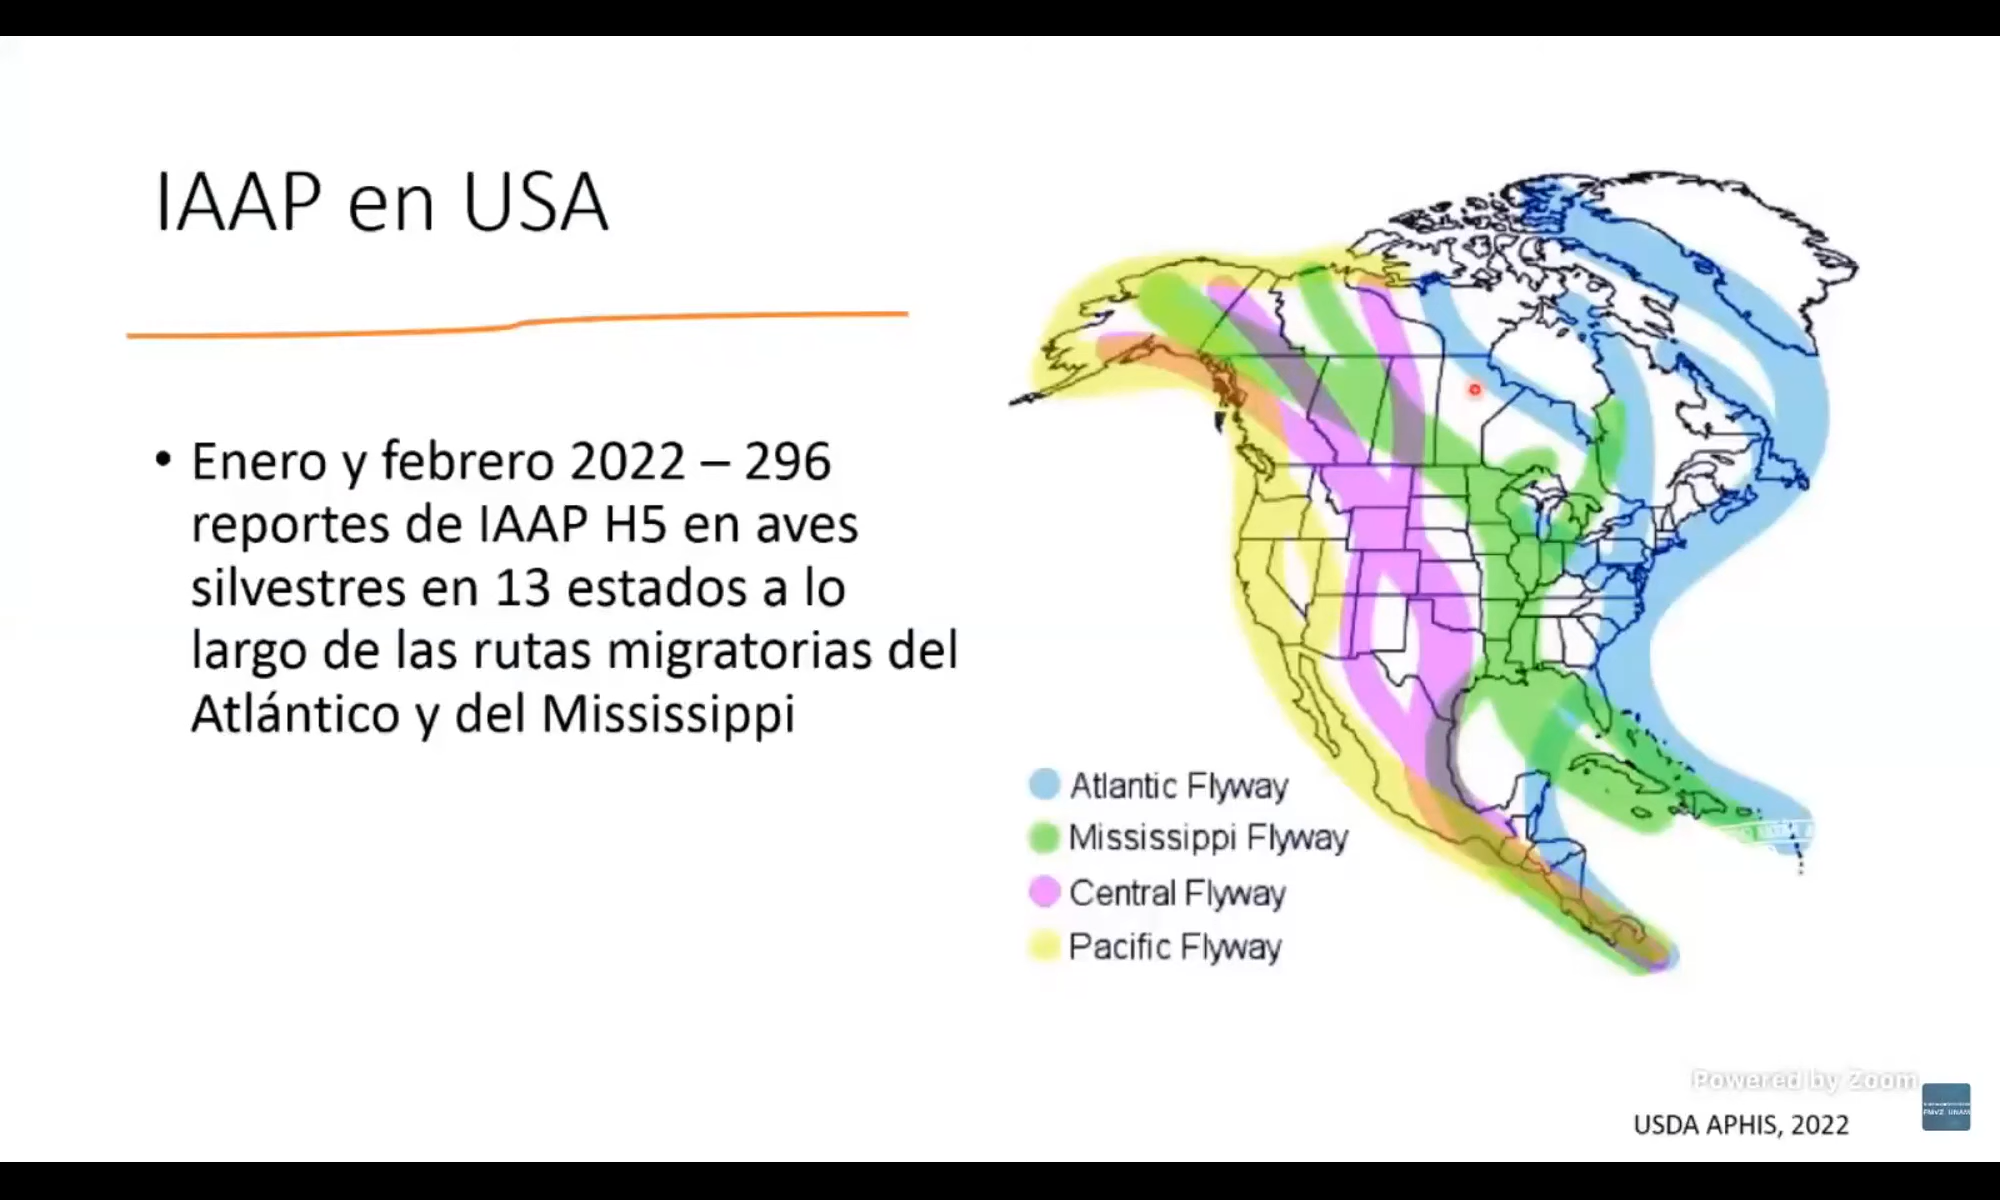 IAAP en USA
• Enero y febrero 2022 – 296
reportes de IAAP H5 en aves
silvestres en 13 estados a lo
largo de las rutas migratorias del
Atlántico y del Mississippi
Atlantic Flyway
Mississippi Flyway
Central Flyway
Pacific Flyway
Powered by Zoom
FMVZ UNAM
USDA APHIS, 2022